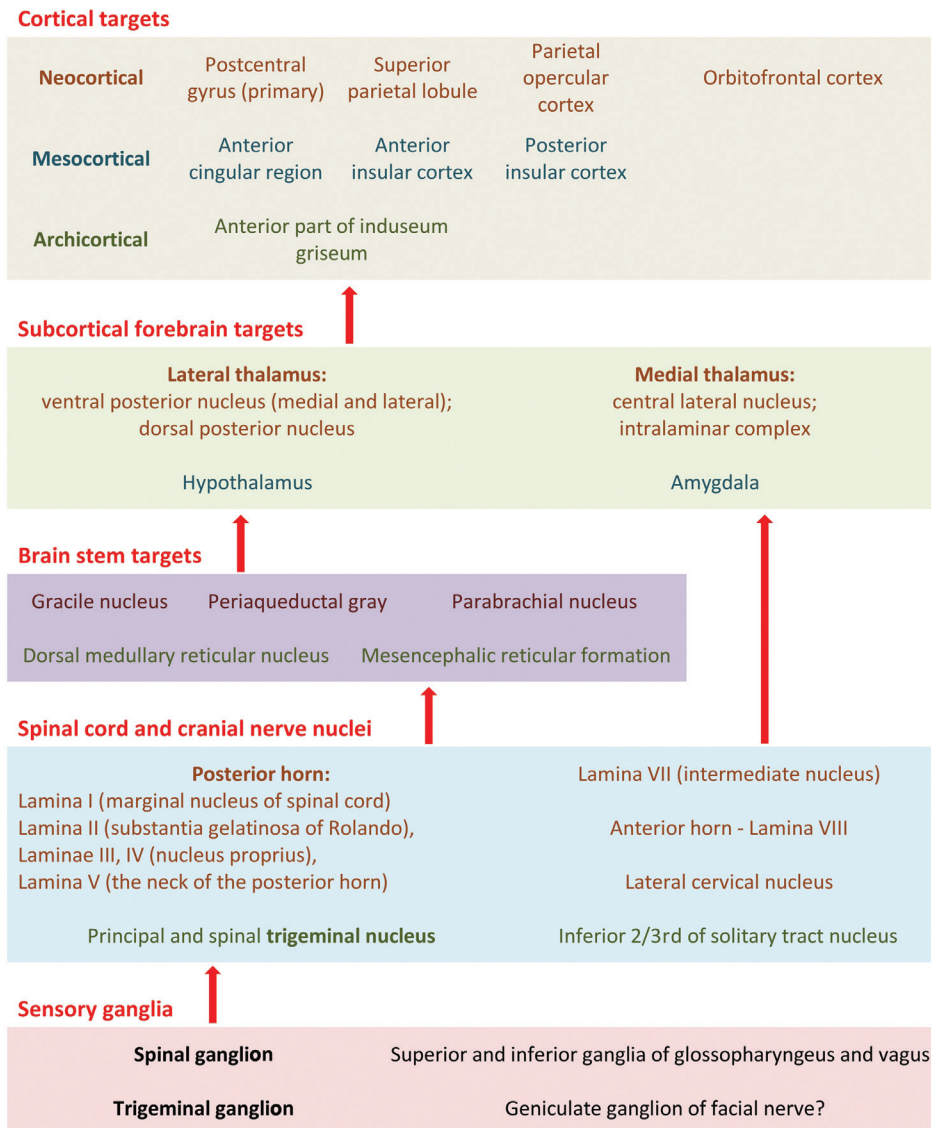 Cortical targets
Neocortical
Postcentral
gyrus (primary)
Superior
parietal lobule
Parietal
opercular
cortex
Orbitofrontal cortex
Mesocortical
Anterior
cingular region
Anterior
insular cortex
Posterior
insular cortex
Archicortical
Anterior part of induseum
griseum
Subcortical forebrain targets
Lateral thalamus:
ventral posterior nucleus (medial and lateral);
dorsal posterior nucleus
Medial thalamus:
central lateral nucleus;
intralaminar complex
Hypothalamus
Amygdala
Brain stem targets
Gracile nucleus
Periaqueductal gray
Parabrachial nucleus
Dorsal medullary reticular nucleus
Mesencephalic reticular formation
Spinal cord and cranial nerve nuclei
Posterior horn:
Lamina I (marginal nucleus of spinal cord)
Lamina II (substantia gelatinosa of Rolando),
Laminae III, IV (nucleus proprius),
Lamina V (the neck of the posterior horn)
Lamina VII (intermediate nucleus)
Anterior horn - Lamina VIII
Lateral cervical nucleus
Principal and spinal trigeminal nucleus
Inferior 2/3rd of solitary tract nucleus
Sensory ganglia
Spinal ganglion
Superior and inferior ganglia of glossopharyngeus and vagus
Trigeminal ganglion
Geniculate ganglion of facial nerve?